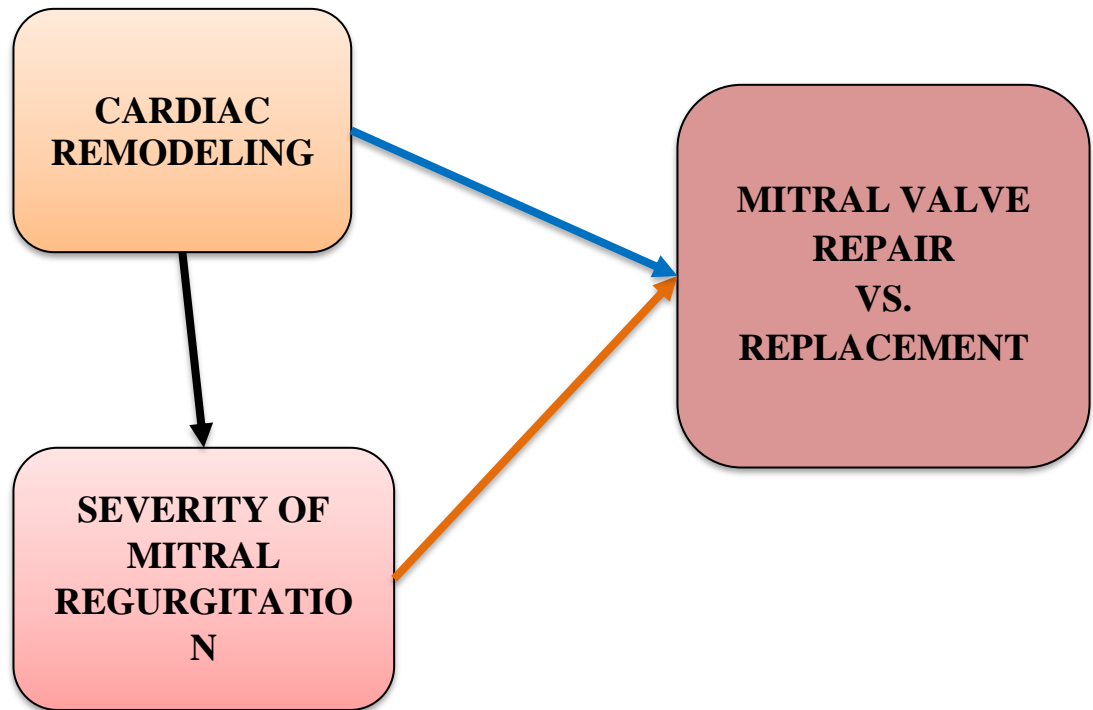 CARDIAC
REMODELING
MITRAL VALVE
REPAIR
VS.
REPLACEMENT
SEVERITY OF
MITRAL
REGURGITATIO
N